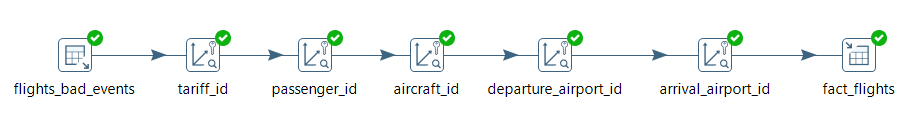 flights_bad_events
tariff_id
passenger_id
aircraft_id
departure_airport_id
arrival_airport_id
fact_flights